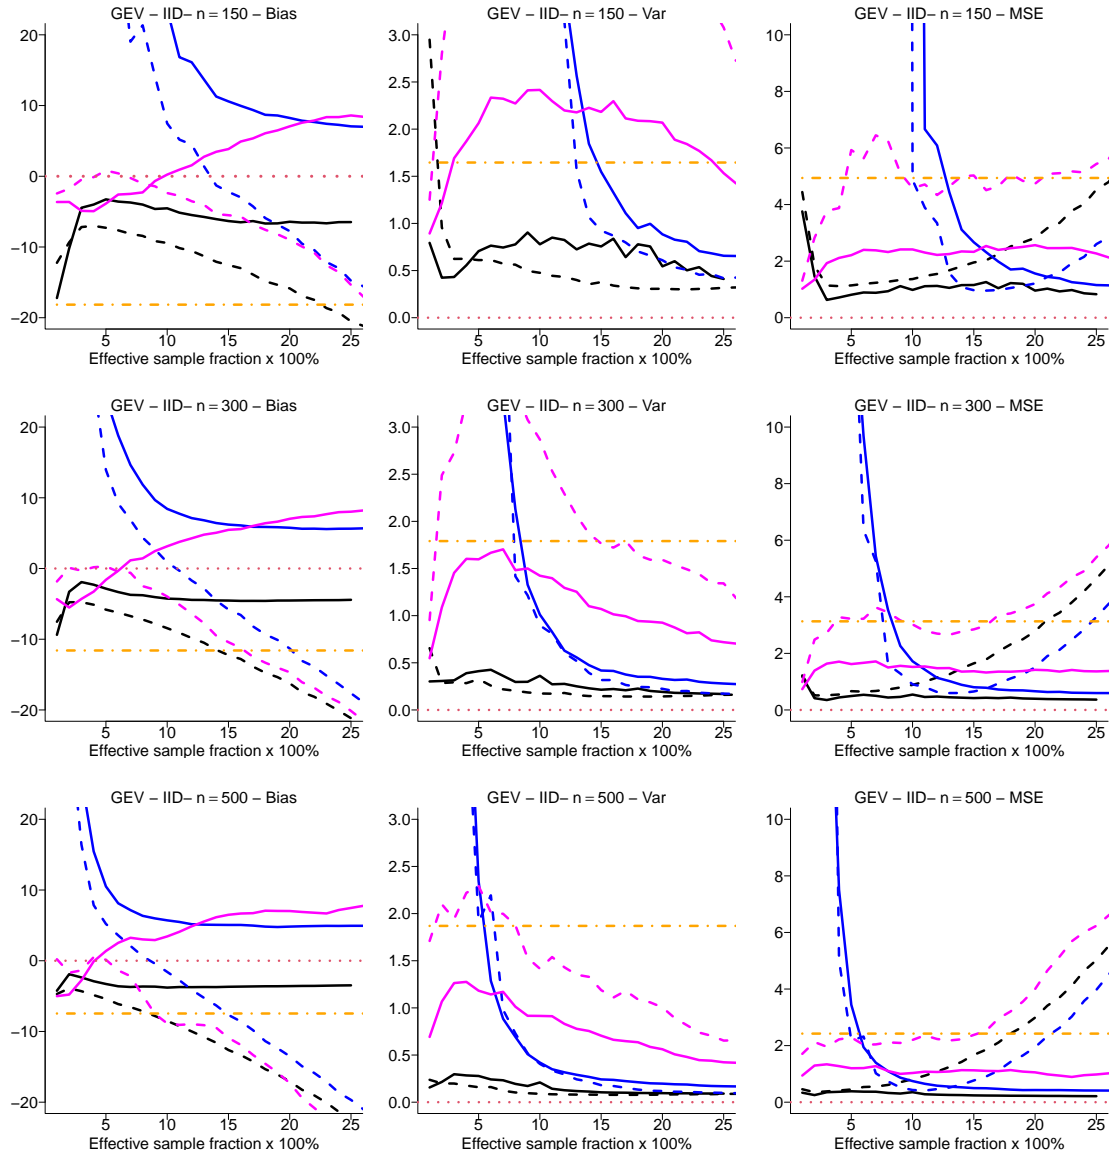 GEV − IID− n = 150 − Bias
20
10
0
−10
−20
5 10 15 20 25
Effective sample fraction x 100%
GEV − IID− n = 150 − Var
3.0
2.5
2.0
1.5
1.0
0.5
0.0
5 10 15 20 25
Effective sample fraction x 100%
GEV − IID− n = 150 − MSE
10
8
6
4
2
0
5 10 15 20 25
Effective sample fraction x 100%
GEV − IID− n = 300 − Bias
20
10
0
−10
−20
5 10 15 20 25
Effective sample fraction x 100%
GEV − IID− n = 300 − Var
3.0
2.5
2.0
1.5
1.0
0.5
0.0
5 10 15 20 25
Effective sample fraction x 100%
GEV − IID− n = 300 − MSE
10
8
6
4
2
0
5 10 15 20 25
Effective sample fraction x 100%
GEV − IID− n = 500 − Bias
20
10
0
−10
−20
5 10 15 20 25
Effective sample fraction x 100%
GEV − IID− n = 500 − Var
3.0
2.5
2.0
1.5
1.0
0.5
0.0
5 10 15 20 25
Effective sample fraction x 100%
GEV − IID− n = 500 − MSE
10
8
6
4
2
0
5 10 15 20 25
Effective sample fraction x 100%